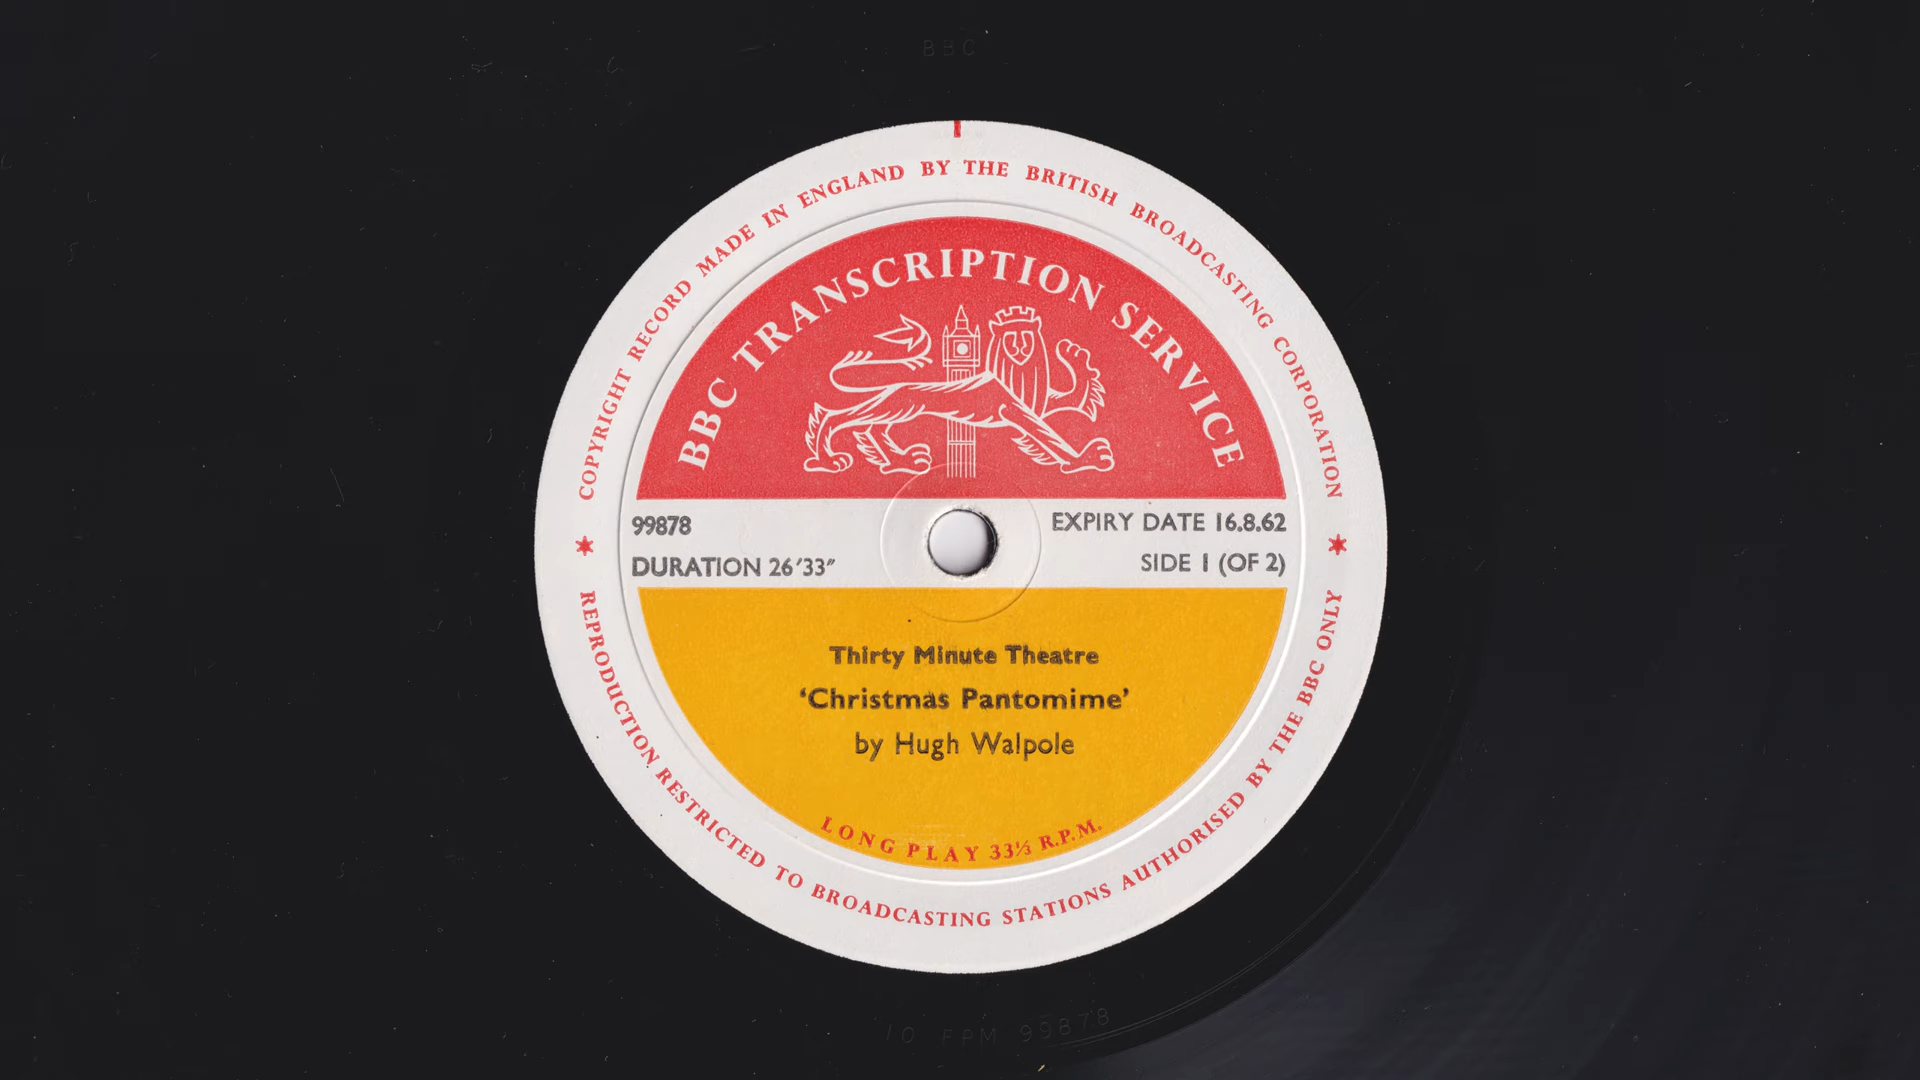 BBC
COPYRIGHT RECORD MADE IN ENGLAND BY THE BRITISH BROADCASTING CORPORATION
BBC TRANSCRIPTION SERVICE
99878
EXPIRY DATE 16.8.62
DURATION 26′33″
SIDE 1 (OF 2)
Thirty Minute Theatre
‘Christmas Pantomime’
by Hugh Walpole
LONG PLAY 33⅓ R.P.M.
REPRODUCTION RESTRICTED TO BROADCASTING STATIONS AUTHORISED BY THE BBC ONLY
10 FPM 99878